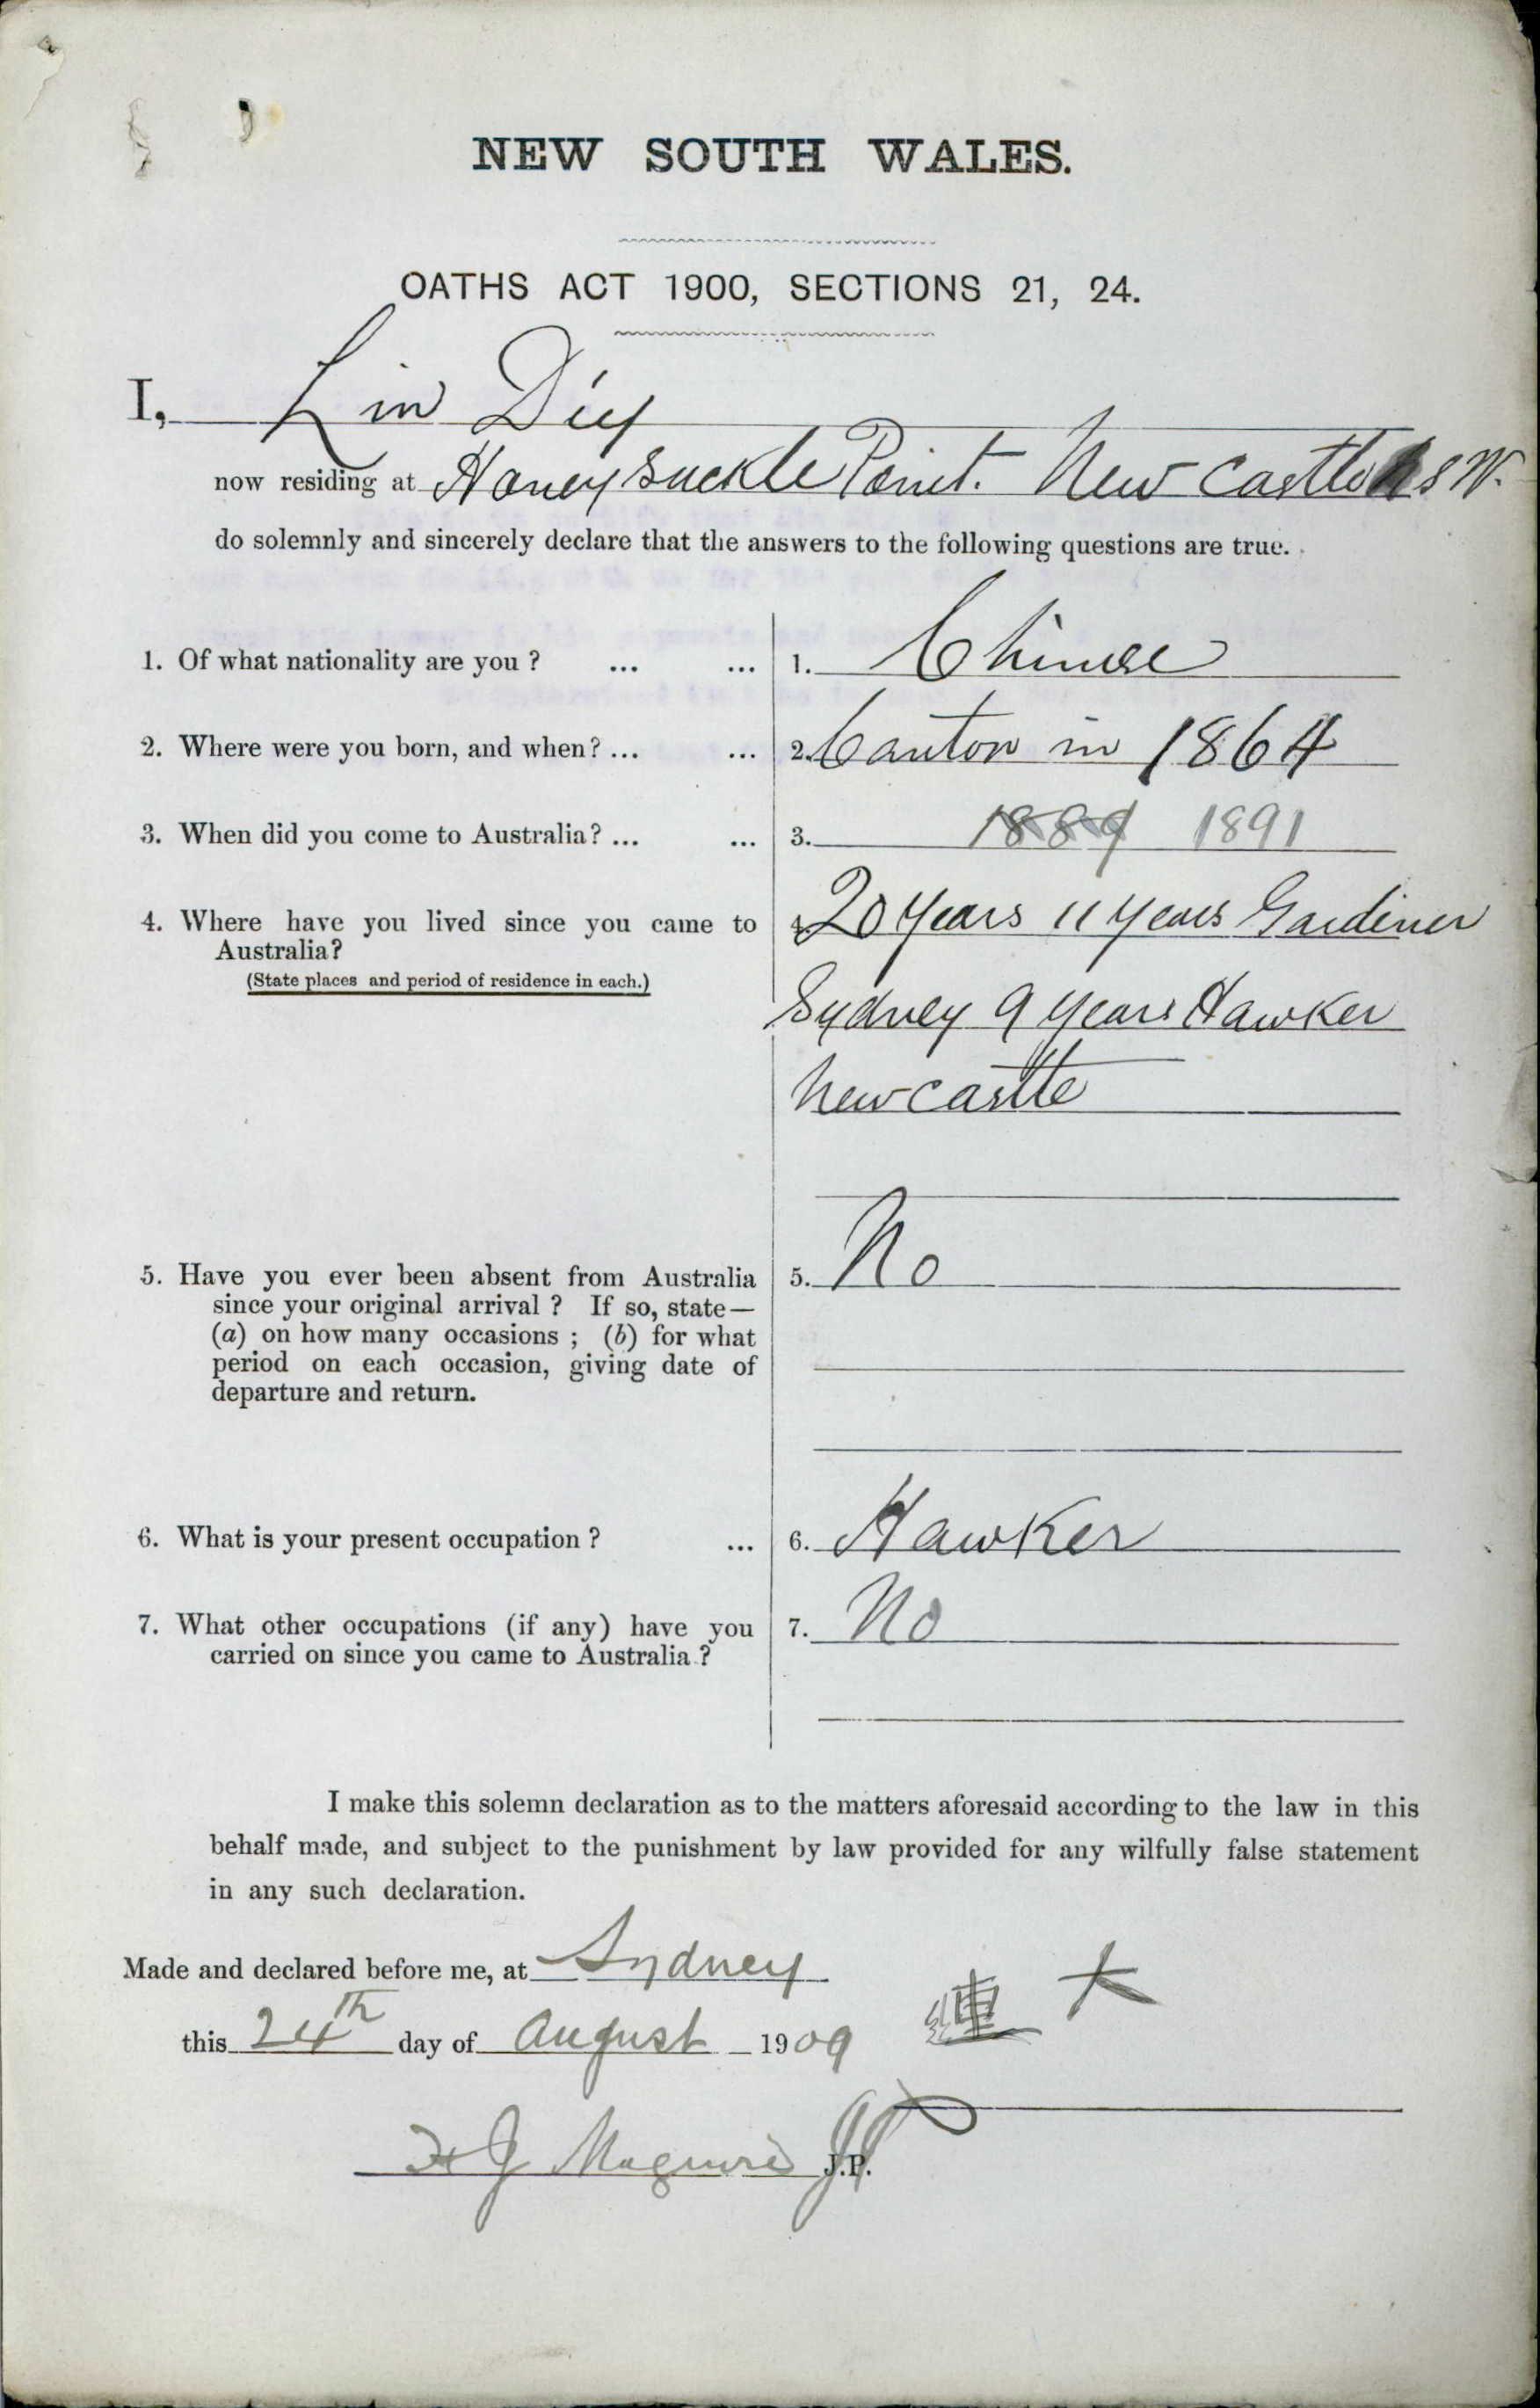 NEW SOUTH WALES.
OATHS ACT 1900, SECTIONS 21, 24.
I, Lin Diy
now residing at Honeysuckle Point. New Castle NSW.
do solemnly and sincerely declare that the answers to the following questions are true.
1. Of what nationality are you ? ... ... 1. Chinese
2. Where were you born, and when ? ... ... 2. Canton in 1864
3. When did you come to Australia ? ... ... 3. 1889 1891
4. Where have you lived since you came to 4. 20 Years 11 Years Gardiner
Australia?
(State places and period of residence in each.)
Sydney 9 Years Hawker
Newcastle
5. Have you ever been absent from Australia 5. No
since your original arrival ? If so, state—
(a) on how many occasions ; (b) for what
period on each occasion, giving date of
departure and return.
6. What is your present occupation ? ... 6. Hawker
7. What other occupations (if any) have you 7. No
carried on since you came to Australia ?
I make this solemn declaration as to the matters aforesaid according to the law in this
behalf made, and subject to the punishment by law provided for any wilfully false statement
in any such declaration.
Made and declared before me, at Sydney
大
連
this 24th day of August 1909
Maguire J.P.